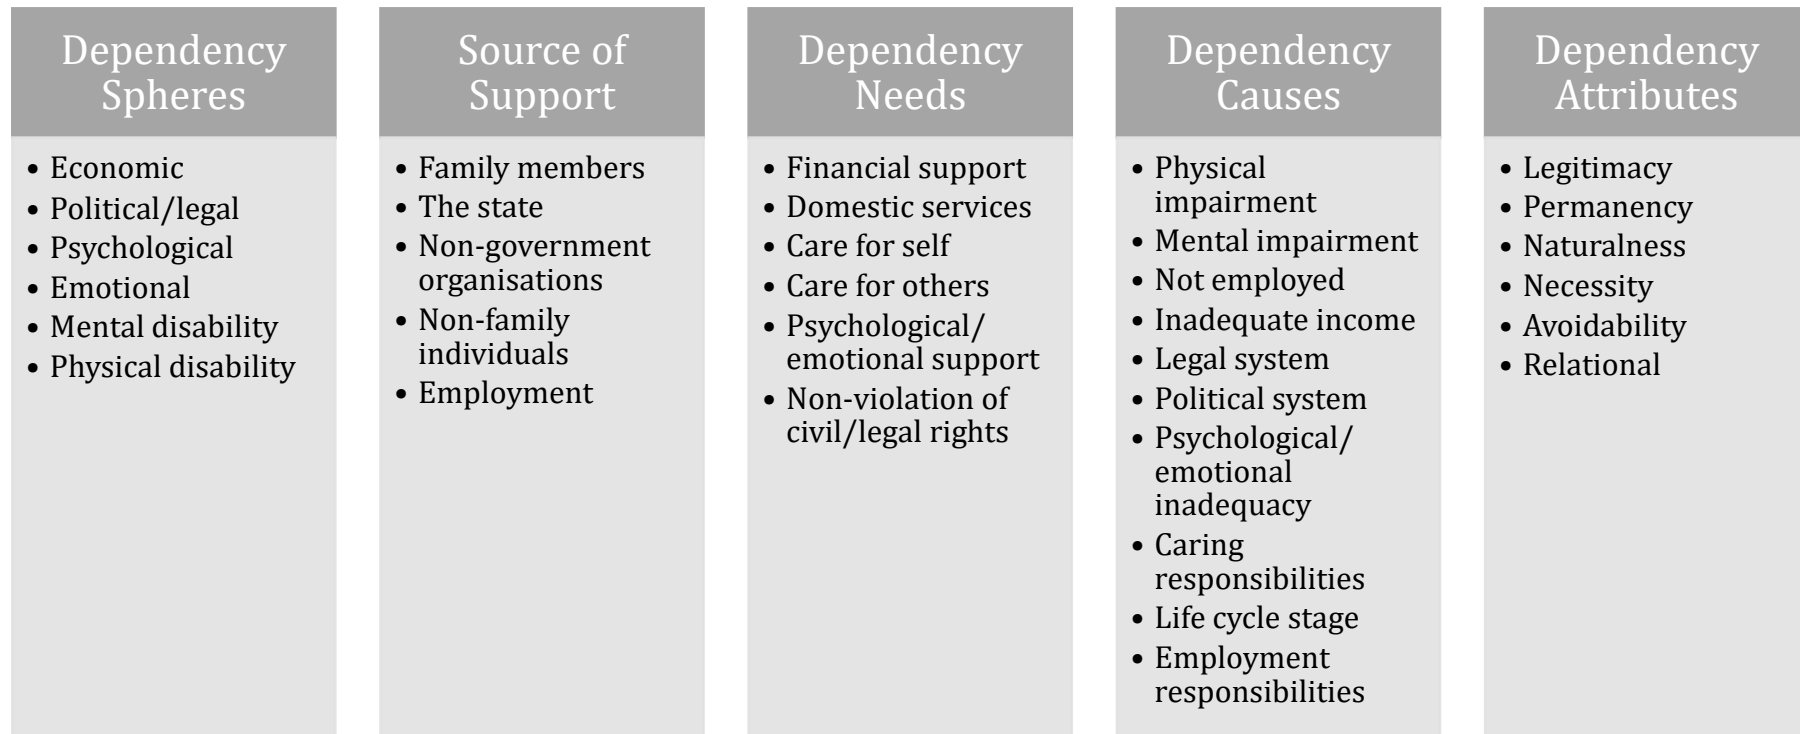 Dependency
Spheres
• Economic
• Political/legal
• Psychological
• Emotional
• Mental disability
• Physical disability
Source of
Support
• Family members
• The state
• Non-government
organisations
• Non-family
individuals
• Employment
Dependency
Needs
• Financial support
• Domestic services
• Care for self
• Care for others
• Psychological/
emotional support
• Non-violation of
civil/legal rights
Dependency
Causes
• Physical
impairment
• Mental impairment
• Not employed
• Inadequate income
• Legal system
• Political system
• Psychological/
emotional
inadequacy
• Caring
responsibilities
• Life cycle stage
• Employment
responsibilities
Dependency
Attributes
• Legitimacy
• Permanency
• Naturalness
• Necessity
• Avoidability
• Relational